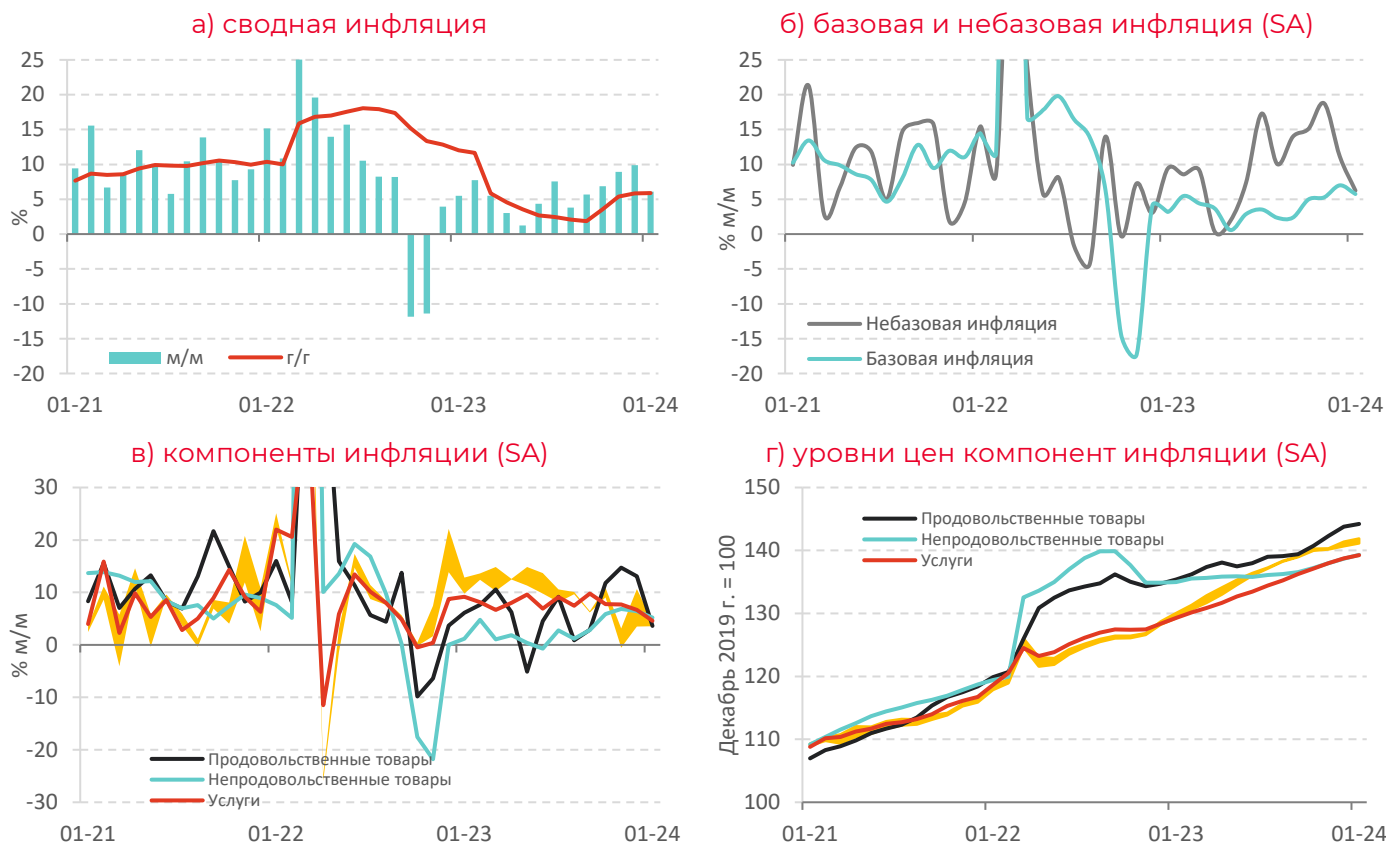 а) сводная инфляция
25
20
15
10
5
0
-5
-10
-15
-20
%
м/м
г/г
01-21
01-22
01-23
01-24
б) базовая и небазовая инфляция (SA)
25
20
15
10
5
0
-5
-10
-15
-20
% м/м
Небазовая инфляция
Базовая инфляция
01-21
01-22
01-23
01-24
в) компоненты инфляции (SA)
30
20
10
0
-10
-20
-30
% м/м
Продовольственные товары
Непродовольственные товары
Услуги
01-21
01-22
01-23
01-24
г) уровни цен компонент инфляции (SA)
150
140
130
120
110
100
Декабрь 2019 г. = 100
Продовольственные товары
Непродовольственные товары
Услуги
01-21
01-22
01-23
01-24